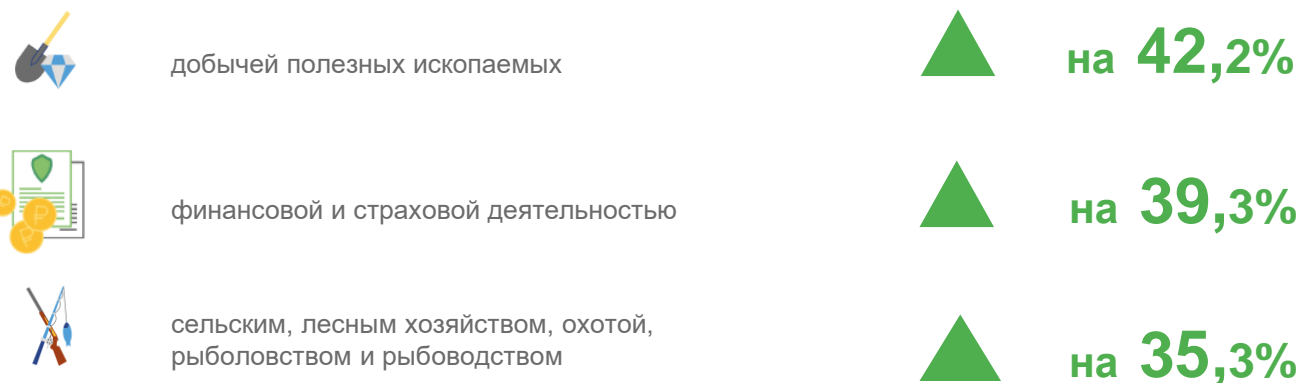 добычей полезных ископаемых
на 42,2%
финансовой и страховой деятельностью
на 39,3%
сельским, лесным хозяйством, охотой,
рыболовством и рыбоводством
на 35,3%